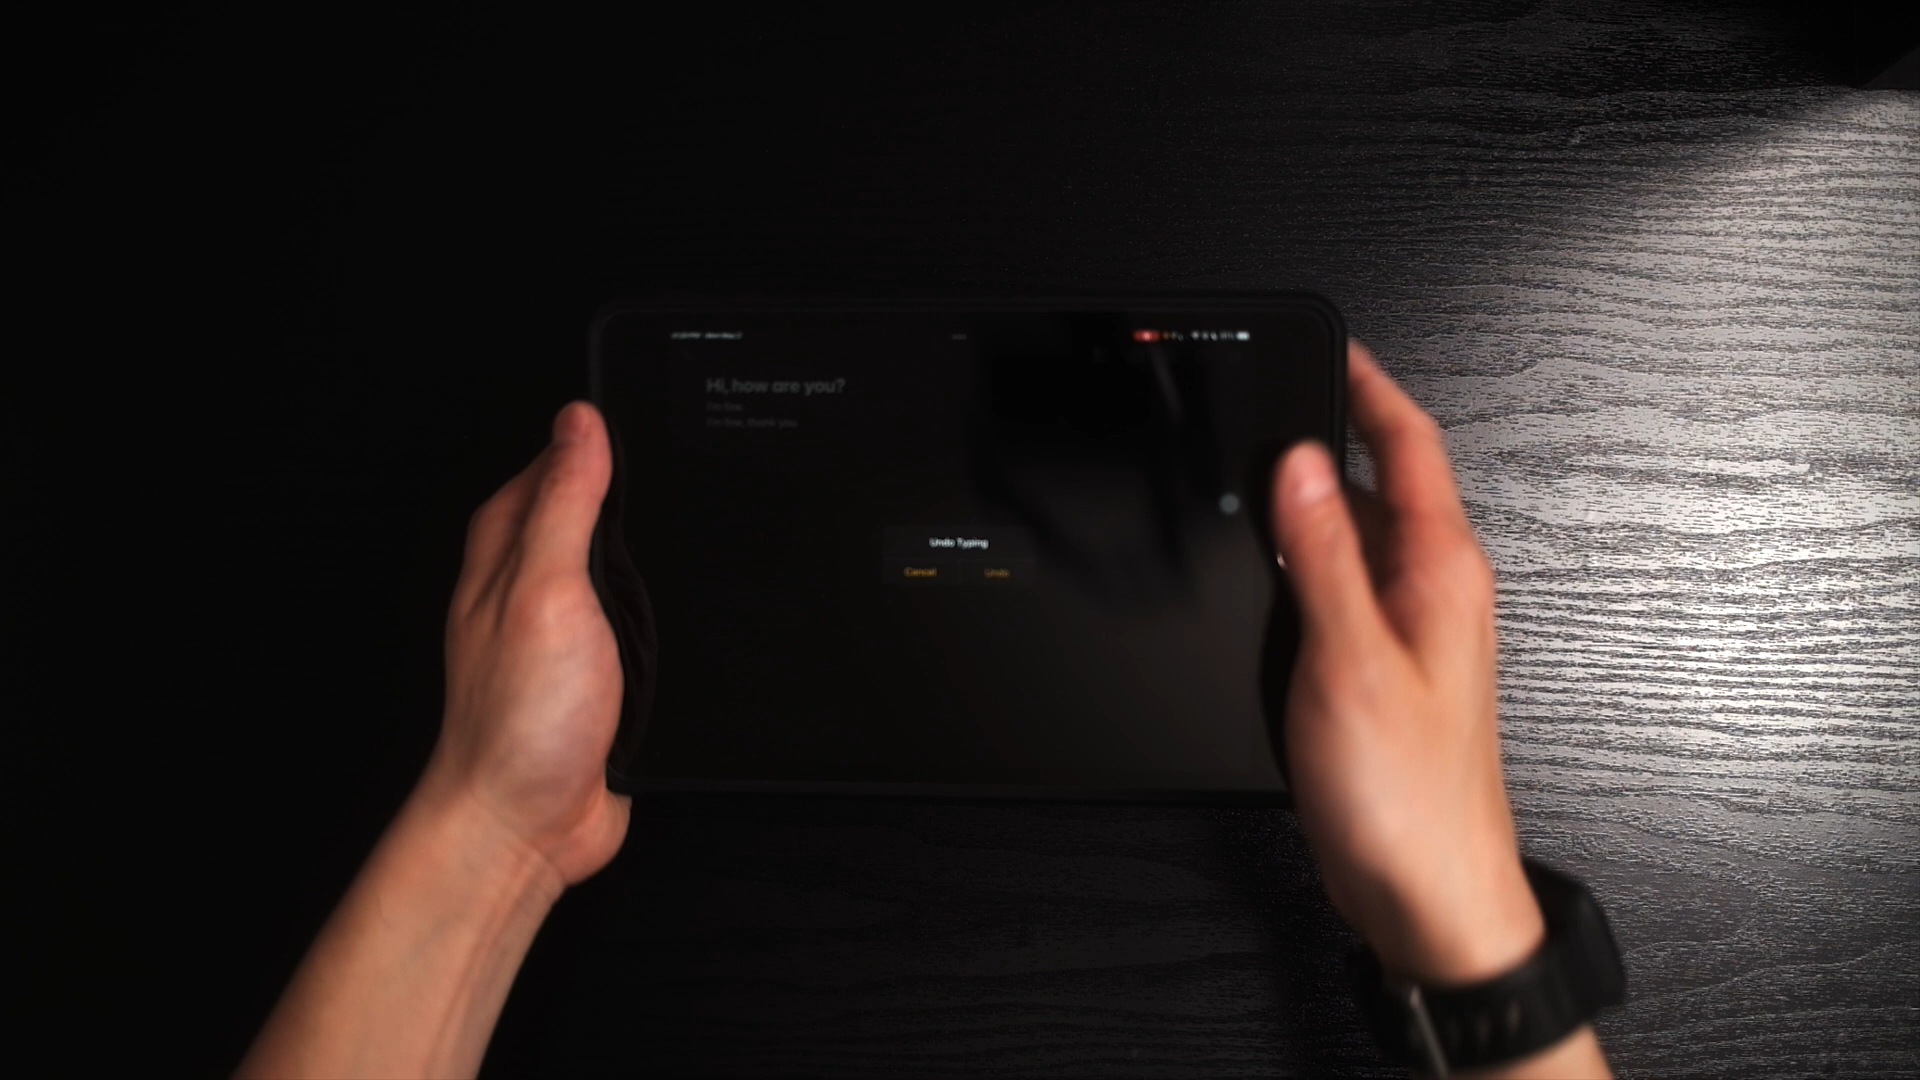 Hi, how are you?
I'm fine.
I'm fine, thank you.
Undo Typing
Cancel Undo